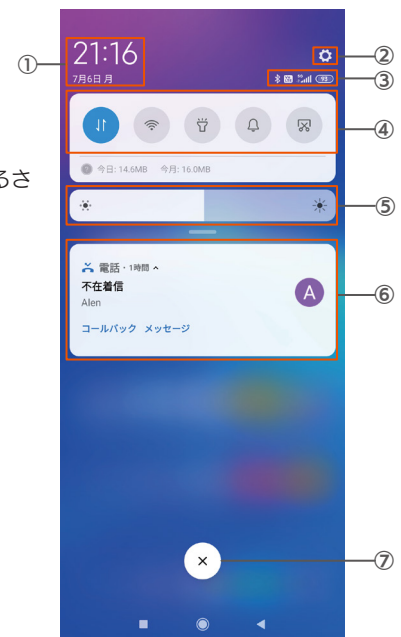 ①
21:16
7月6日 月
②
③
93
④
今日: 14.6MB 今月: 16.0MB
るさ
⑤
電話・1時間
不在着信
Alen
A
コールバック メッセージ
⑥
⑦